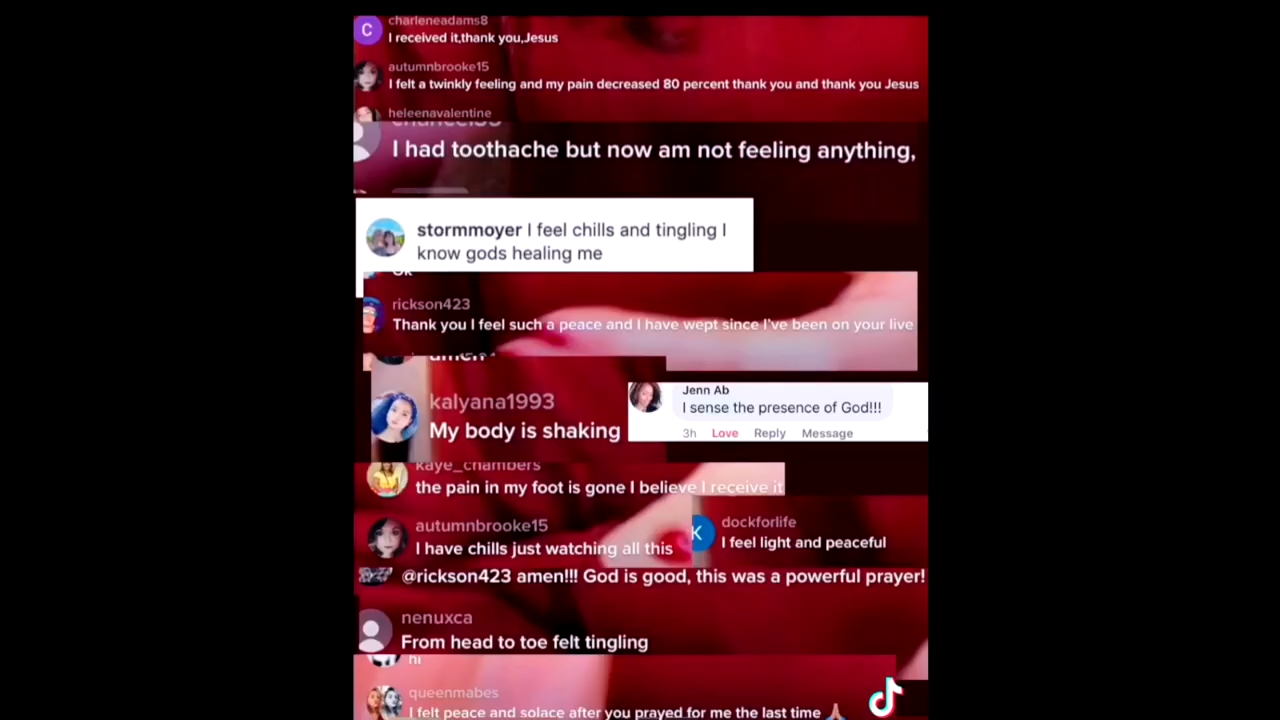 C
charleneadams8
I received it,thank you,Jesus
autumnbrooke15
I felt a twinkly feeling and my pain decreased 80 percent thank you and thank you Jesus
heleenavalentine
I had toothache but now am not feeling anything,
stormmoyer I feel chills and tingling I
know gods healing me
Ok
rickson423
Thank you I feel such a peace and I have wept since I've been on your live
kalyana1993
My body is shaking
Jenn Ab
I sense the presence of God!!!
3h Love Reply Message
kaye_chambers
the pain in my foot is gone I believe I receive it
autumnbrooke15
I have chills just watching all this
K
dockforlife
I feel light and peaceful
@rickson423 amen!!! God is good, this was a powerful prayer!
nenuxca
From head to toe felt tingling
hi
queenmabes
I felt peace and solace after you prayed for me the last time 🙏